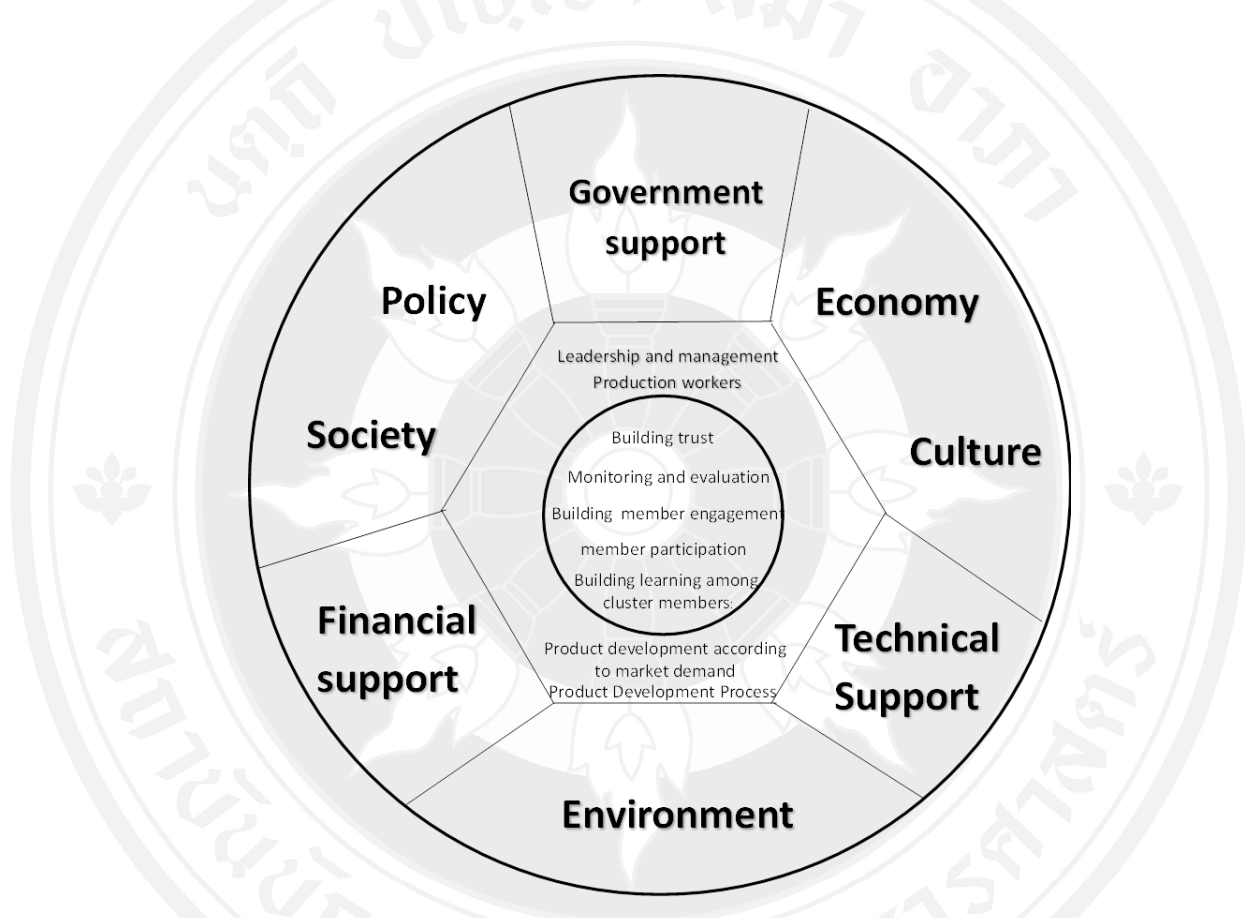 Government
support
Policy
Economy
Leadership and management
Production workers
Society
Culture
Building trust
Monitoring and evaluation
Building member engagement
member participation
Building learning among
cluster members:
Financial
support
Technical
Support
Product development according
to market demand
Product Development Process
Environment